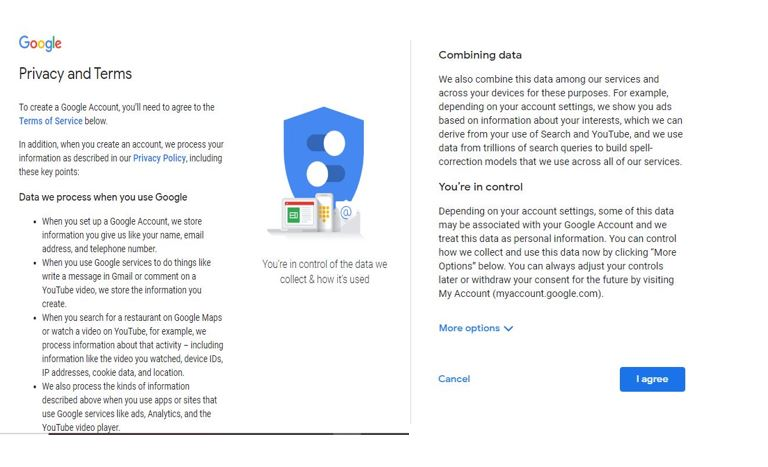 Google
Privacy and Terms
To create a Google Account, you'll need to agree to the
Terms of Service below.
In addition, when you create an account, we process your
information as described in our Privacy Policy, including
these key points:
Data we process when you use Google
• When you set up a Google Account, we store
information you give us like your name, email
address, and telephone number.
• When you use Google services to do things like
write a message in Gmail or comment on a
YouTube video, we store the information you
create.
• When you search for a restaurant on Google Maps
or watch a video on YouTube, for example, we
process information about that activity – including
information like the video you watched, device IDs,
IP addresses, cookie data, and location.
• We also process the kinds of information
described above when you use apps or sites that
use Google services like ads, Analytics, and the
YouTube video player.
@
You're in control of the data we
collect & how it's used
Combining data
We also combine this data among our services and
across your devices for these purposes. For example,
depending on your account settings, we show you ads
based on information about your interests, which we can
derive from your use of Search and YouTube, and we use
data from trillions of search queries to build spell-
correction models that we use across all of our services.
You're in control
Depending on your account settings, some of this data
may be associated with your Google Account and we
treat this data as personal information. You can control
how we collect and use this data now by clicking "More
Options" below. You can always adjust your controls
later or withdraw your consent for the future by visiting
My Account (myaccount.google.com).
More options
Cancel
I agree